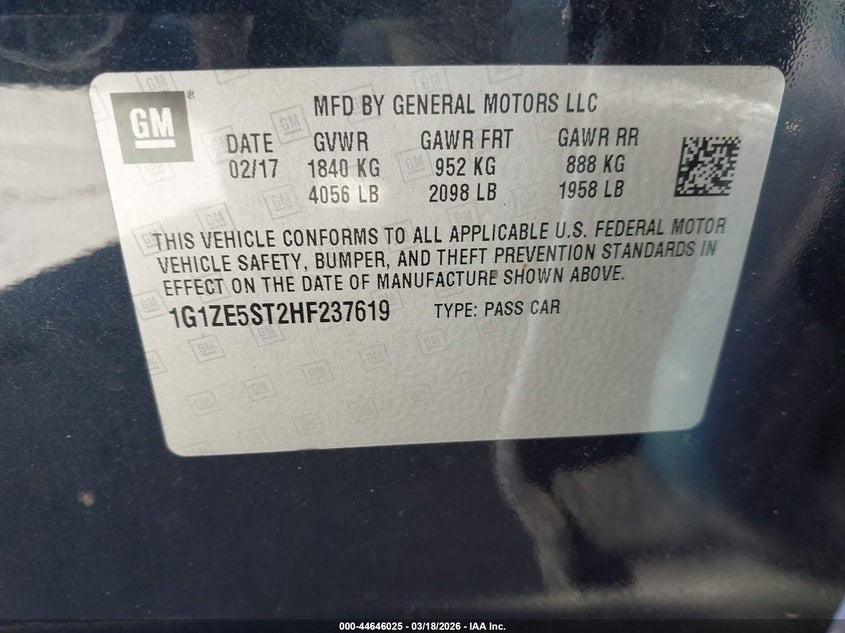 GM
MFD BY GENERAL MOTORS LLC
DATE GVWR GAWR FRT GAWR RR
02/17 1840 KG 952 KG 888 KG
4056 LB 2098 LB 1958 LB
THIS VEHICLE CONFORMS TO ALL APPLICABLE U.S. FEDERAL MOTOR
VEHICLE SAFETY, BUMPER, AND THEFT PREVENTION STANDARDS IN
EFFECT ON THE DATE OF MANUFACTURE SHOWN ABOVE.
1G1ZE5ST2HF237619 TYPE: PASS CAR
000-44646025 - 03/18/2026 - IAA Inc.